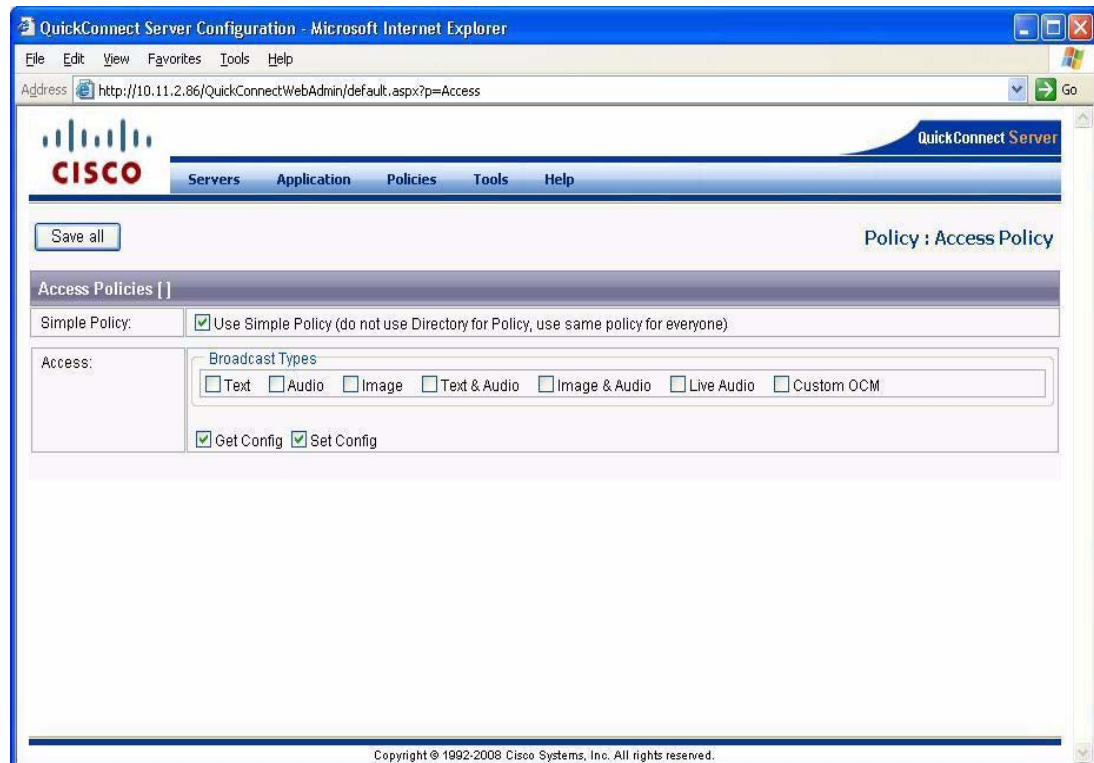 QuickConnect Server Configuration - Microsoft Internet Explorer
File Edit View Favorites Tools Help
Address http://10.11.2.86/QuickConnectWebAdmin/default.aspx?p=Access Go
QuickConnect Server
CISCO
Servers Application Policies Tools Help
Save all
Policy : Access Policy
Access Policies [ ]
Simple Policy: Use Simple Policy (do not use Directory for Policy, use same policy for everyone)
Access: Broadcast Types
Text Audio Image Text & Audio Image & Audio Live Audio Custom OCM
Get Config Set Config
Copyright © 1992-2008 Cisco Systems, Inc. All rights reserved.